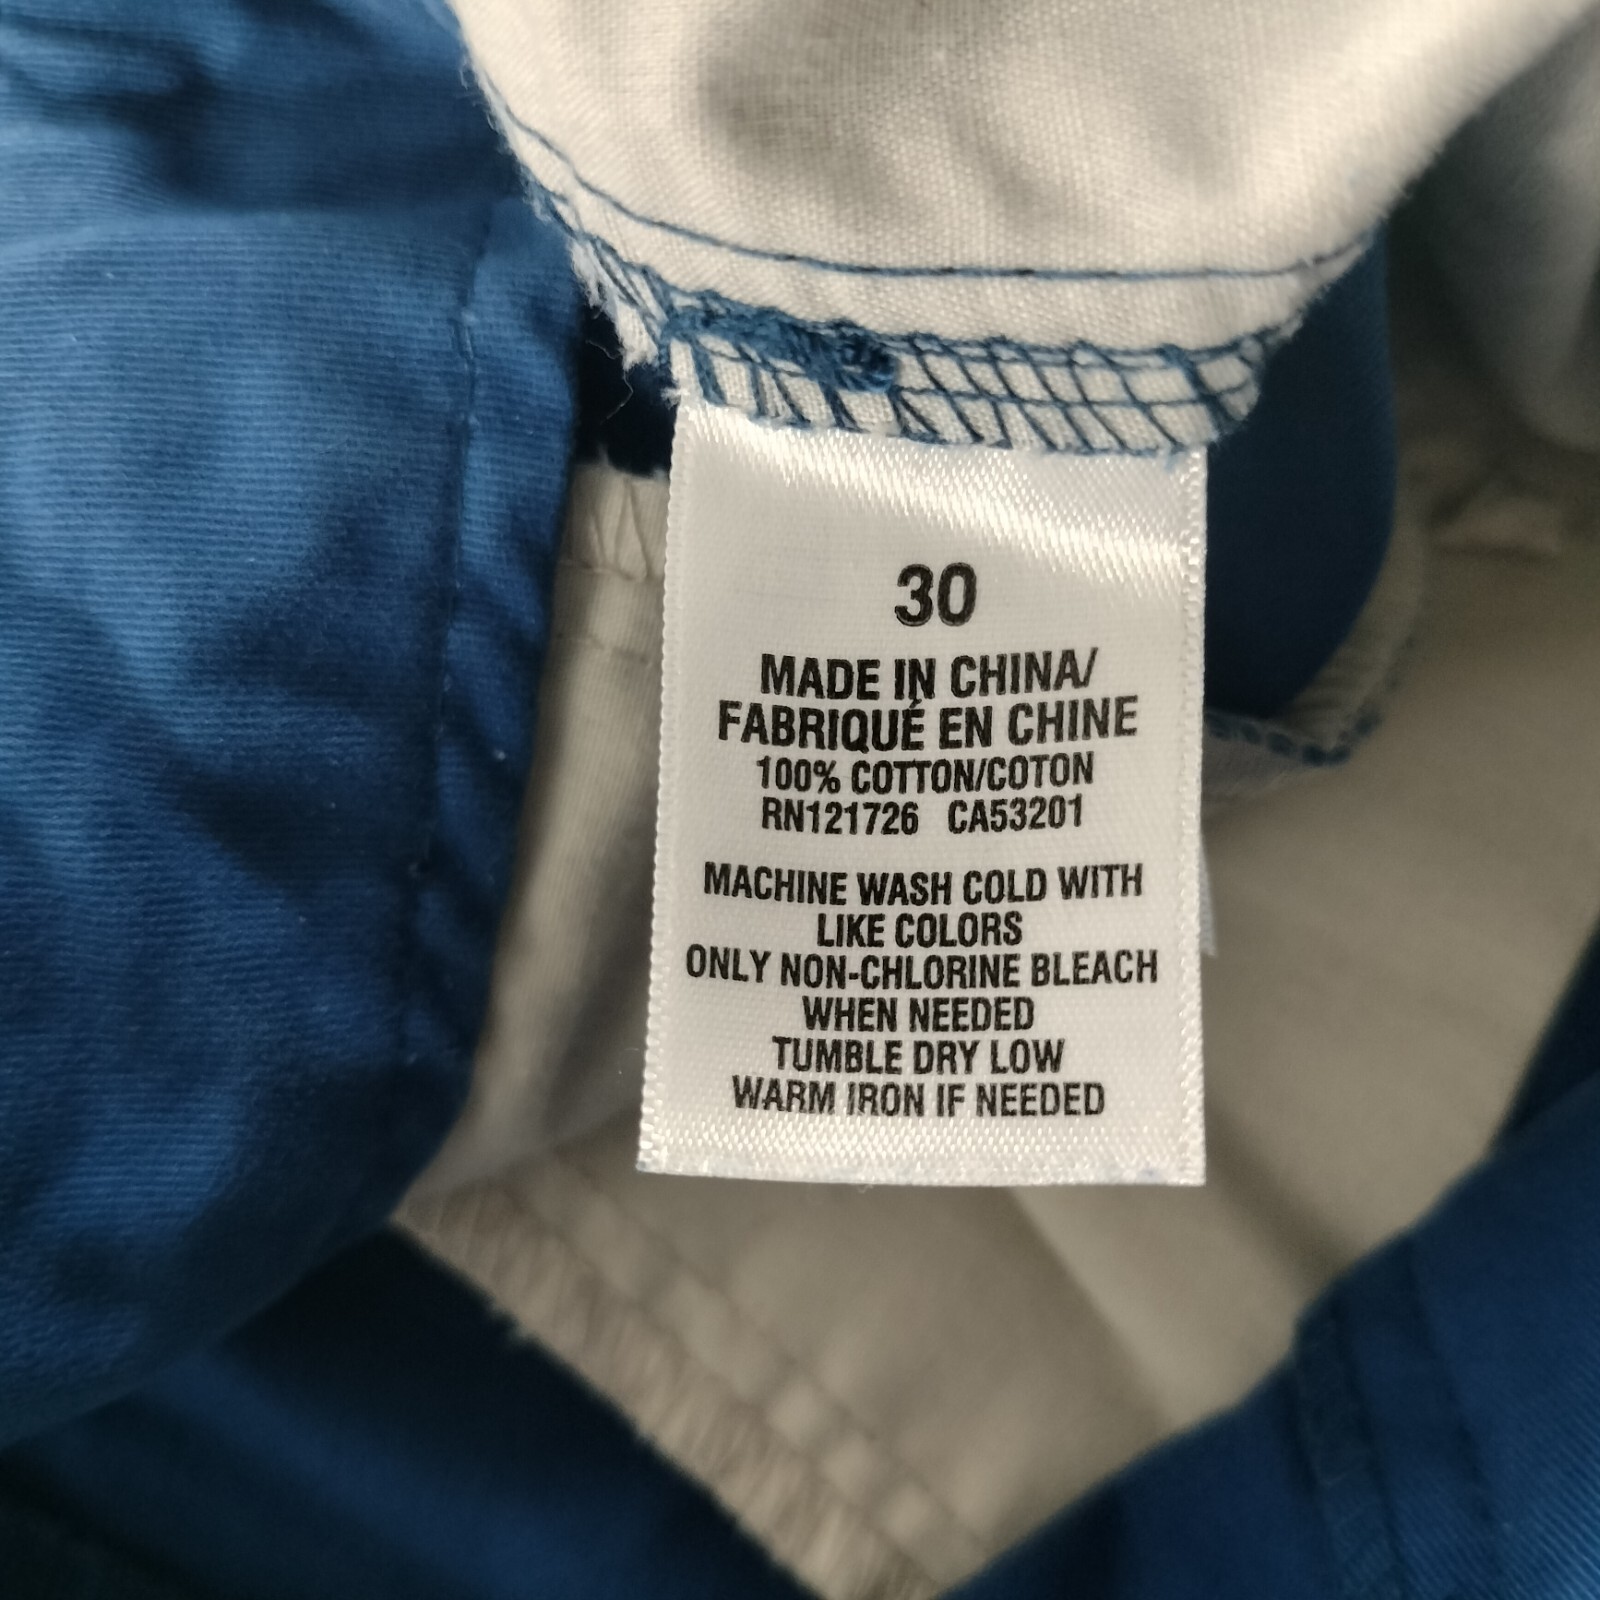 30
MADE IN CHINA/
FABRIQUÉ EN CHINE
100% COTTON/COTON
RN121726 CA53201
MACHINE WASH COLD WITH
LIKE COLORS
ONLY NON-CHLORINE BLEACH
WHEN NEEDED
TUMBLE DRY LOW
WARM IRON IF NEEDED